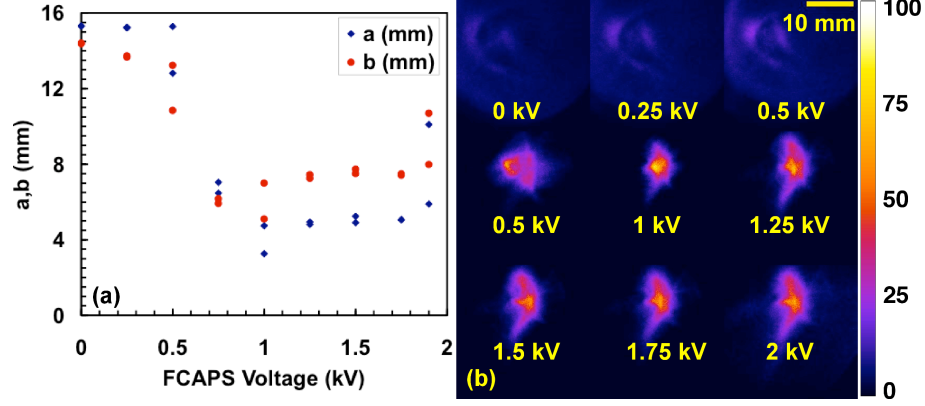 16
12
8
4
0
a,b (mm)
a (mm)
b (mm)
(a)
0 0.5 1 1.5 2
FCAPS Voltage (kV)
10 mm
0 kV 0.25 kV 0.5 kV
0.5 kV 1 kV 1.25 kV
1.5 kV 1.75 kV 2 kV
(b)
100
75
50
25
0